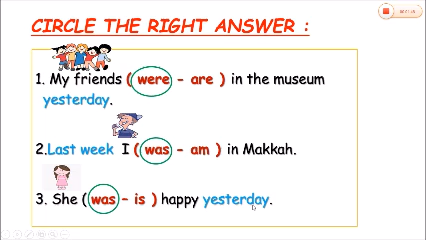 CIRCLE THE RIGHT ANSWER :
1. My friends ( were - are ) in the museum
yesterday.
2.Last week I ( was - am ) in Makkah.
3. She ( was - is ) happy yesterday.